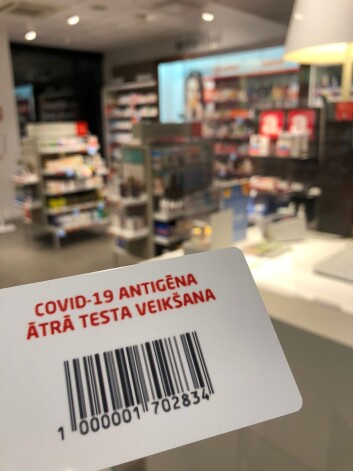 COVID-19 ANTIGĒNA
ĀTRĀ TESTA VEIKŠANA
1 000001 702834